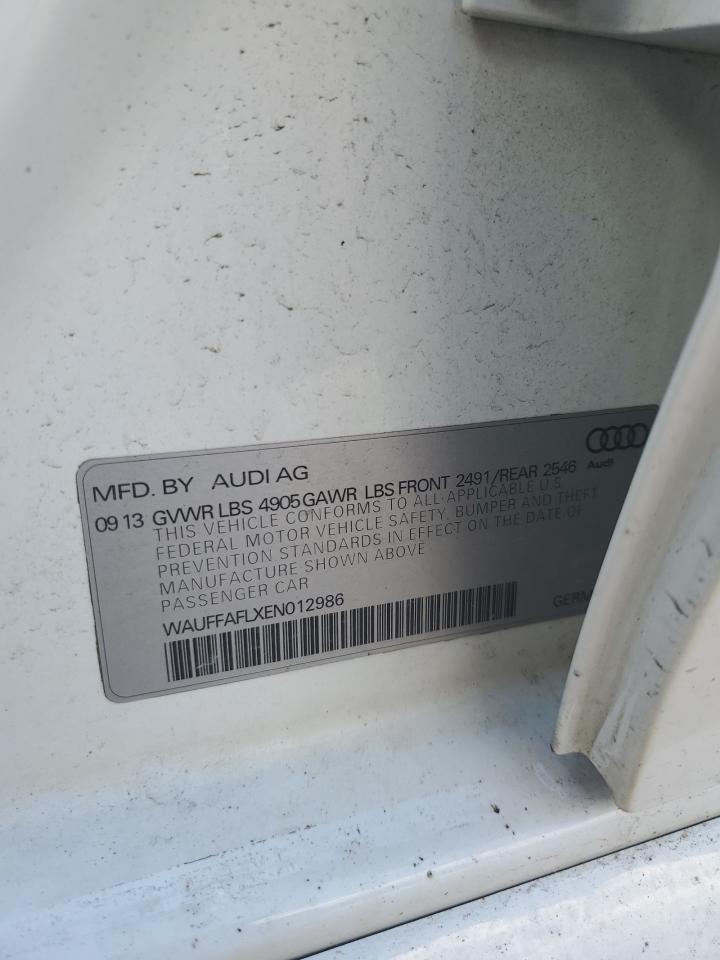 MFD. BY AUDI AG
Audi
09 13 GVWR LBS 4905 GAWR LBS FRONT 2491/REAR 2546
THIS VEHICLE CONFORMS TO ALL APPLICABLE U.S.
FEDERAL MOTOR VEHICLE SAFETY, BUMPER AND THEFT
PREVENTION STANDARDS IN EFFECT ON THE DATE OF
MANUFACTURE SHOWN ABOVE
PASSENGER CAR
WAUFFAFLXEN012986
GERN